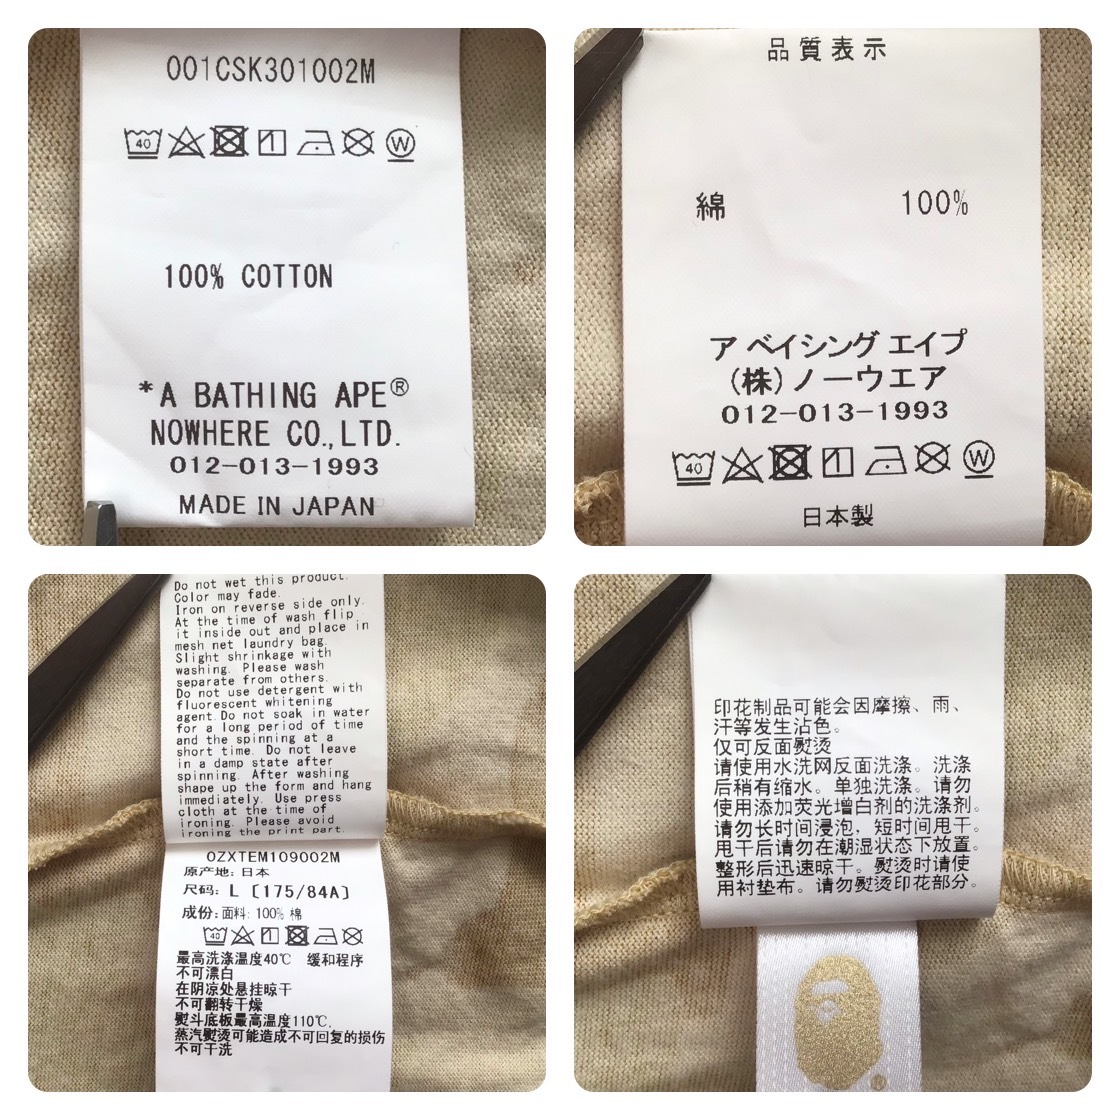 001CSK301002M
40
W
100% COTTON
*A BATHING APE®
NOWHERE CO.,LTD.
012-013-1993
MADE IN JAPAN
品質表示
綿 100%
ア ベイシング エイプ
(株)ノーウエア
012-013-1993
40
W
日本製
Do not wet this product.
Color may fade.
Iron on reverse side only.
At the time of wash flip
it inside out and place in
mesh net laundry bag.
Slight shrinkage with
washing. Please wash
separate from others.
Do not use detergent with
fluorescent whitening
agent.Do not soak in water
for a long period of time
and the spinning at a
short time. Do not leave
in a damp state after
spinning. After washing
shape up the form and hang
immediately. Use press
cloth at the time of
ironing. Please avoid
ironing the print part.
OZXTEM109002M
原产地: 日本
尺码: L (175/84A)
成份: 面料: 100% 棉
40
最高洗涤温度40℃ 缓和程序
不可漂白
在阴凉处悬挂晾干
不可翻转干燥
熨斗底板最高温度110℃,
蒸汽熨烫可能造成不可回复的损伤
不可干洗
印花制品可能会因摩擦、雨、
汗等发生沾色。
仅可反面熨烫
请使用水洗网反面洗涤。洗涤
后稍有缩水。单独洗涤。请勿
使用添加荧光增白剂的洗涤剂。
请勿长时间浸泡，短时间甩干。
甩干后请勿在潮湿状态下放置。
整形后迅速晾干。熨烫时请使
用衬垫布。请勿熨烫印花部分。
®